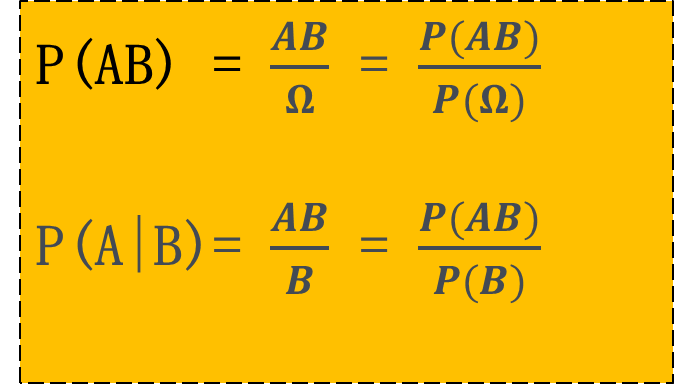 P(AB) = AB/Ω = P(AB)/P(Ω)
P(A|B)= AB/B = P(AB)/P(B)